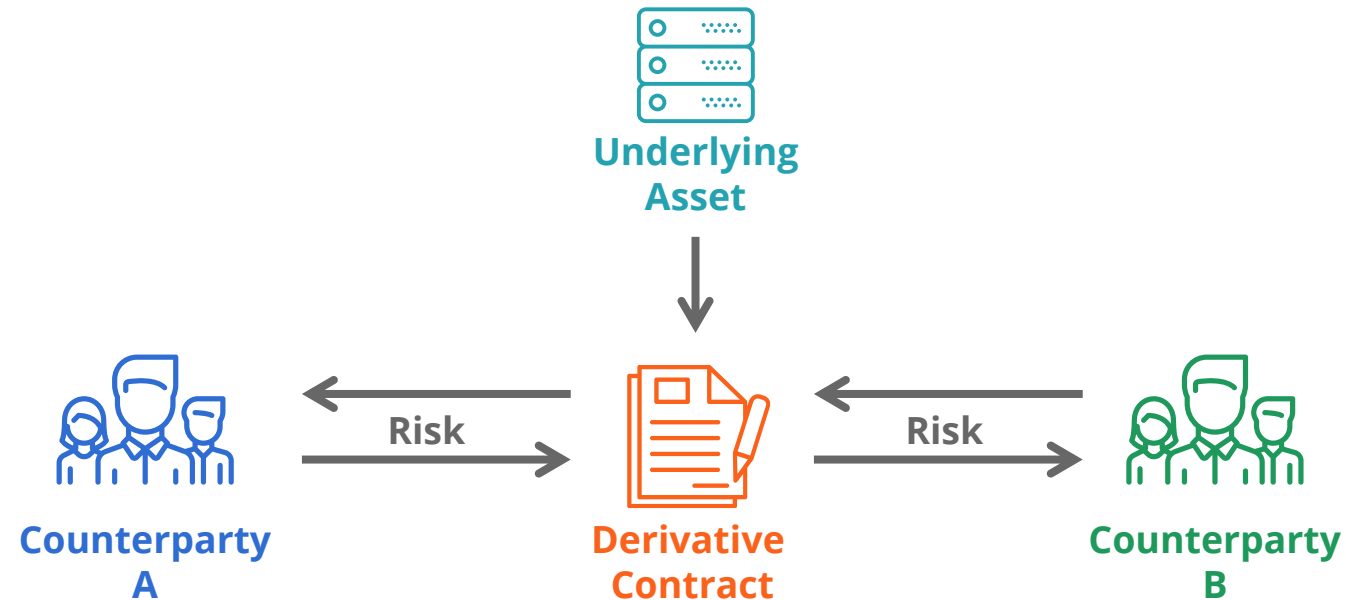 Underlying
Asset
Risk
Risk
Counterparty
A
Derivative
Contract
Counterparty
B